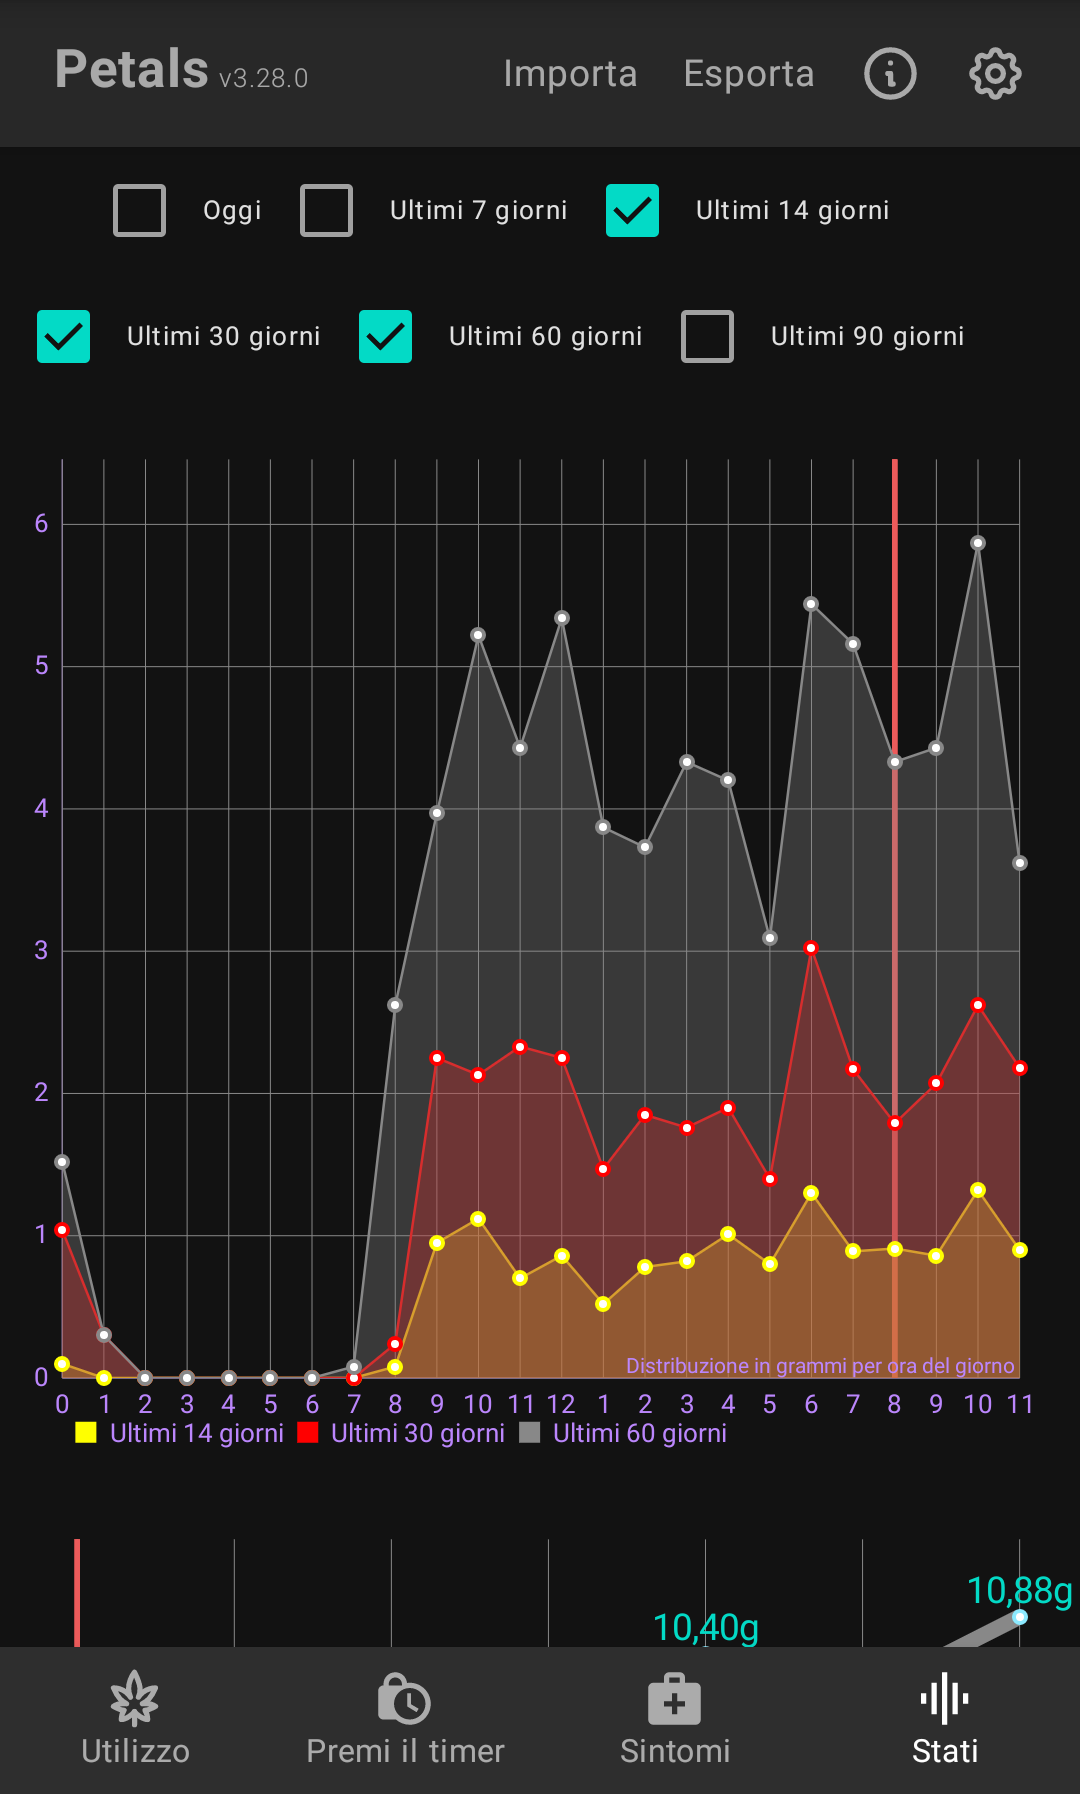 Petals v3.28.0 Importa Esporta
Oggi Ultimi 7 giorni Ultimi 14 giorni
Ultimi 30 giorni Ultimi 60 giorni Ultimi 90 giorni
6
5
4
3
2
1
0
Distribuzione in grammi per ora del giorno
0 1 2 3 4 5 6 7 8 9 10 11 12 1 2 3 4 5 6 7 8 9 10 11
Ultimi 14 giorni Ultimi 30 giorni Ultimi 60 giorni
10,88g
10,40g
Utilizzo Premi il timer Sintomi Stati